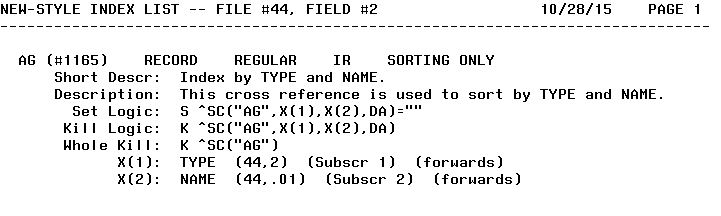 NEW-STYLE INDEX LIST -- FILE #44, FIELD #2 10/28/15 PAGE 1
-------------------------------------------------------------------------------
AG (#1165) RECORD REGULAR IR SORTING ONLY
Short Descr: Index by TYPE and NAME.
Description: This cross reference is used to sort by TYPE and NAME.
Set Logic: S ^SC("AG",X(1),X(2),DA)=""
Kill Logic: K ^SC("AG",X(1),X(2),DA)
Whole Kill: K ^SC("AG")
X(1): TYPE (44,2) (Subscr 1) (forwards)
X(2): NAME (44,.01) (Subscr 2) (forwards)